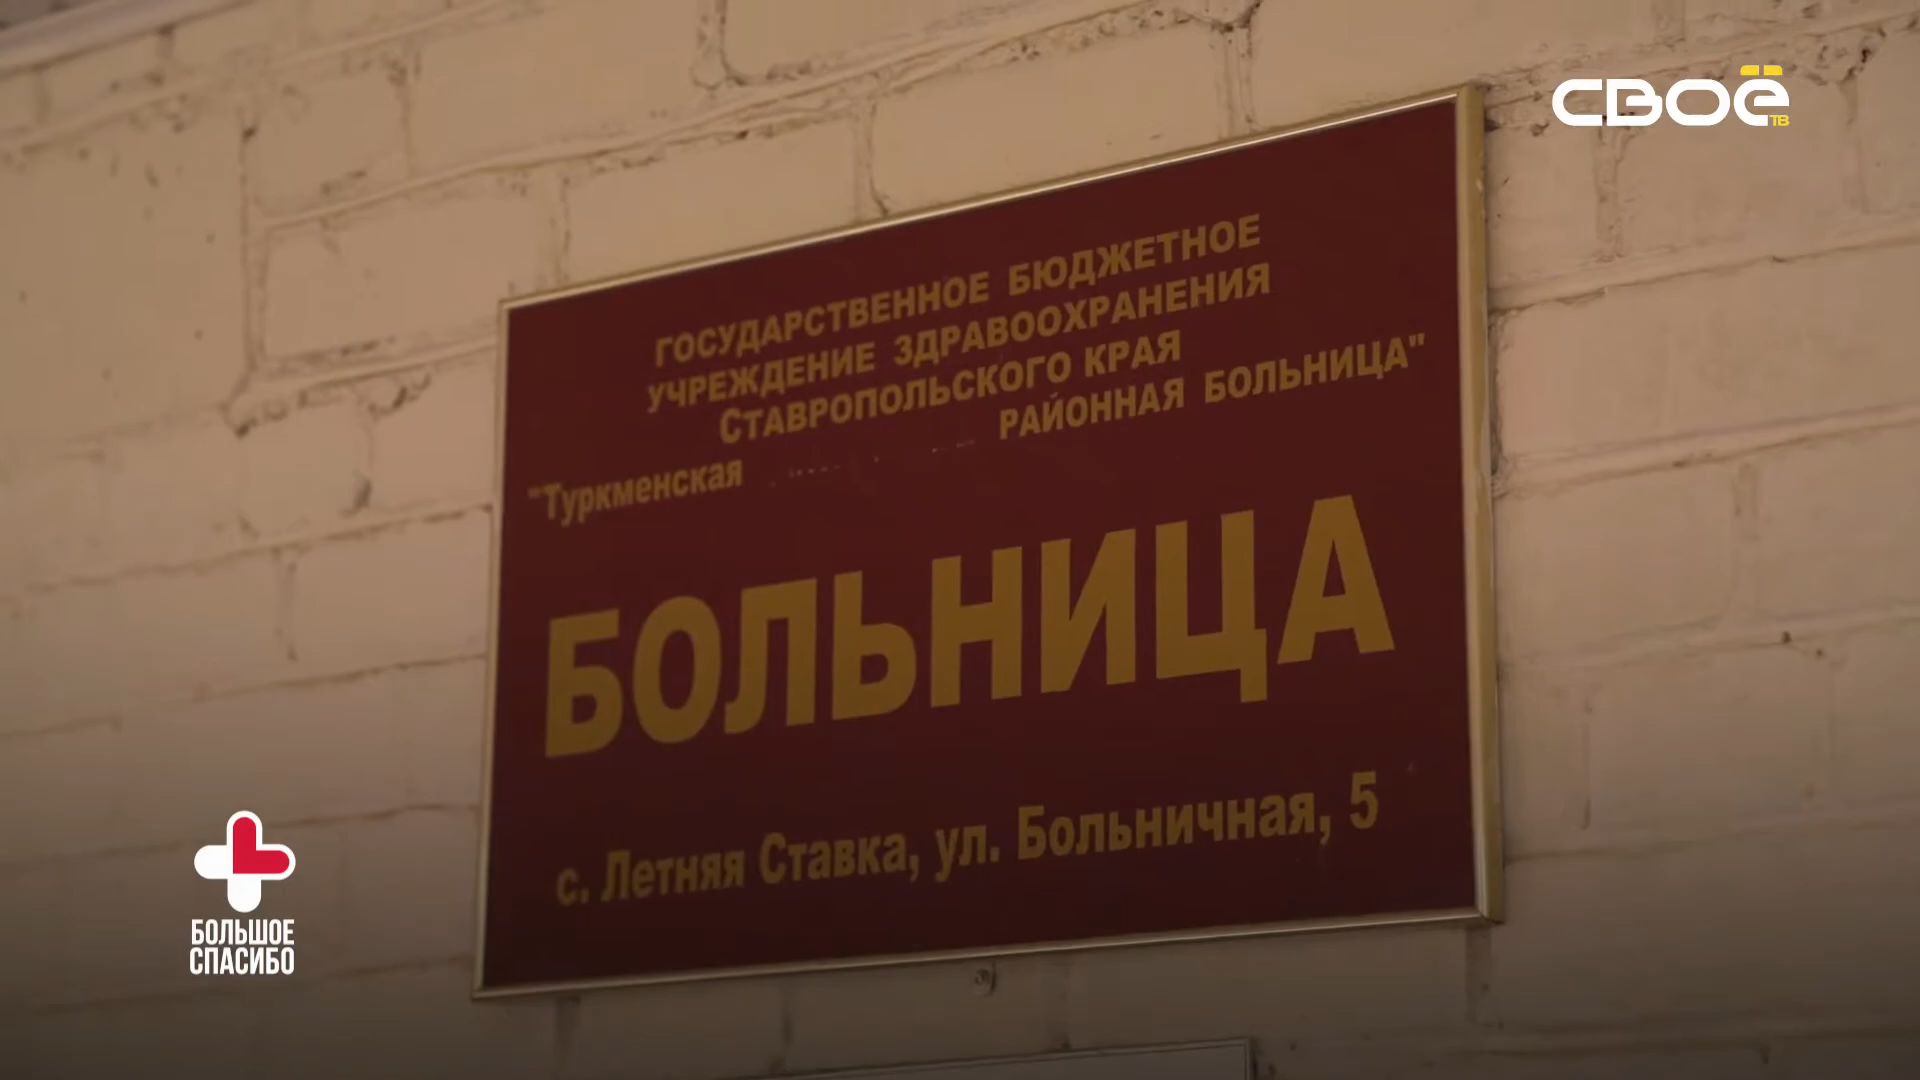 СВОЁ
ТВ
ГОСУДАРСТВЕННОЕ БЮДЖЕТНОЕ
УЧРЕЖДЕНИЕ ЗДРАВООХРАНЕНИЯ
СТАВРОПОЛЬСКОГО КРАЯ
"Туркменская РАЙОННАЯ БОЛЬНИЦА"
БОЛЬНИЦА
с. Летняя Ставка, ул. Больничная, 5
БОЛЬШОЕ
СПАСИБО